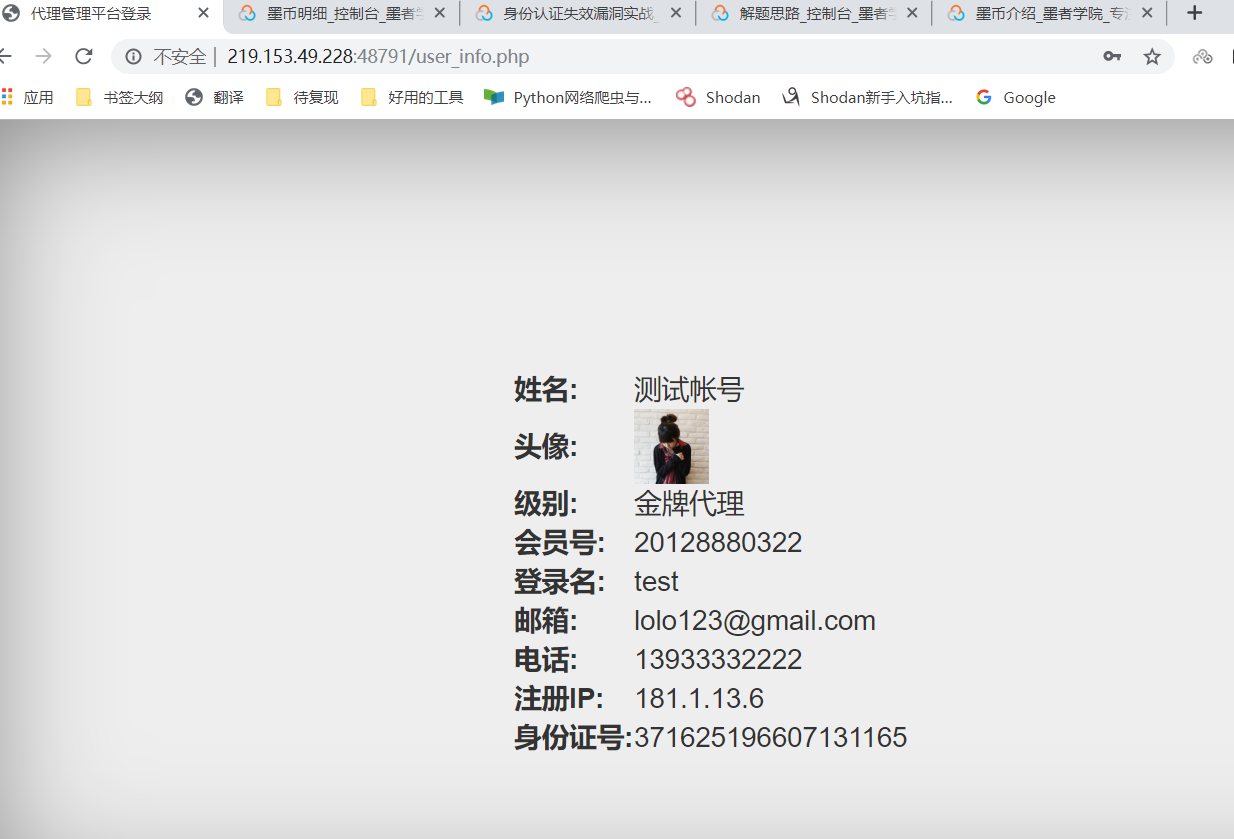 代理管理平台登录
墨币明细_控制台_墨者学
身份认证失效漏洞实战_
解题思路_控制台_墨者学
墨币介绍_墨者学院_专注
不安全 | 219.153.49.228:48791/user_info.php
应用 书签大纲 翻译 待复现 好用的工具 Python网络爬虫与... Shodan Shodan新手入坑指... Google
姓名: 测试帐号
头像:
级别: 金牌代理
会员号: 20128880322
登录名: test
邮箱: lolo123@gmail.com
电话: 13933332222
注册IP: 181.1.13.6
身份证号:371625196607131165